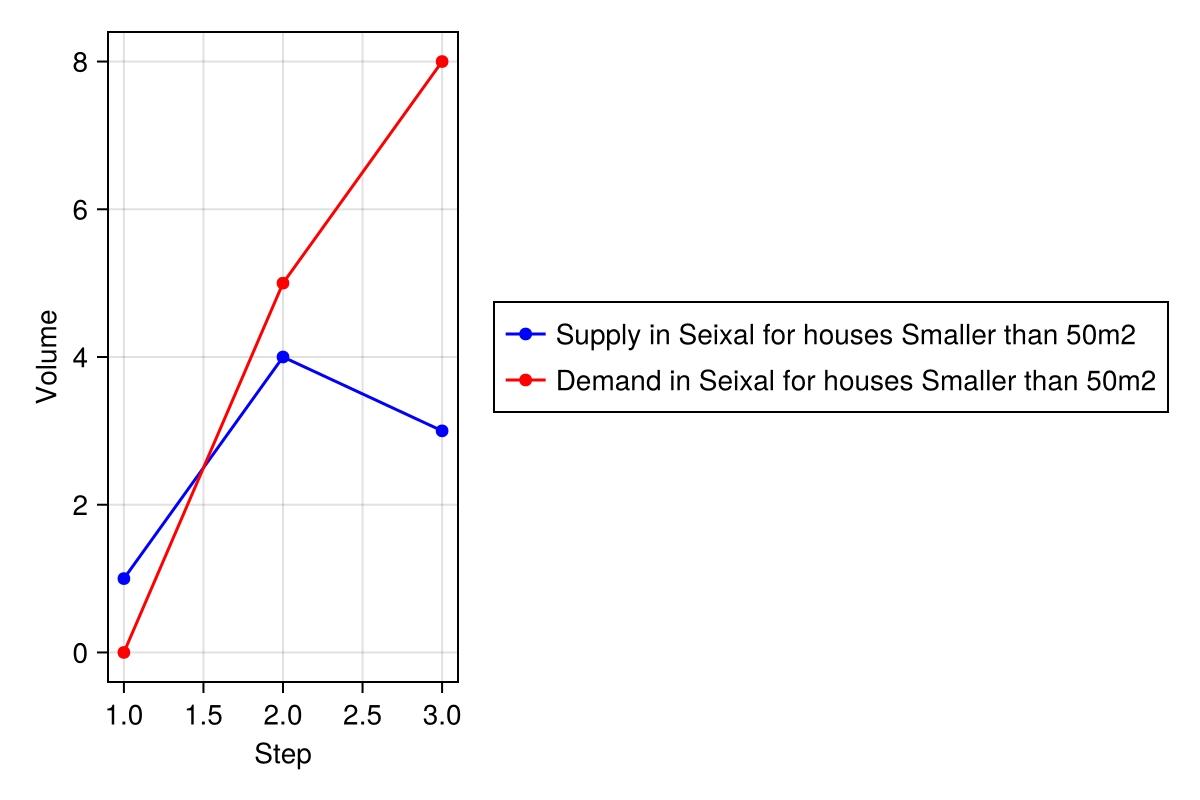 8
6
4
2
0
Volume
1.0 1.5 2.0 2.5 3.0
Step
Supply in Seixal for houses Smaller than 50m2
Demand in Seixal for houses Smaller than 50m2